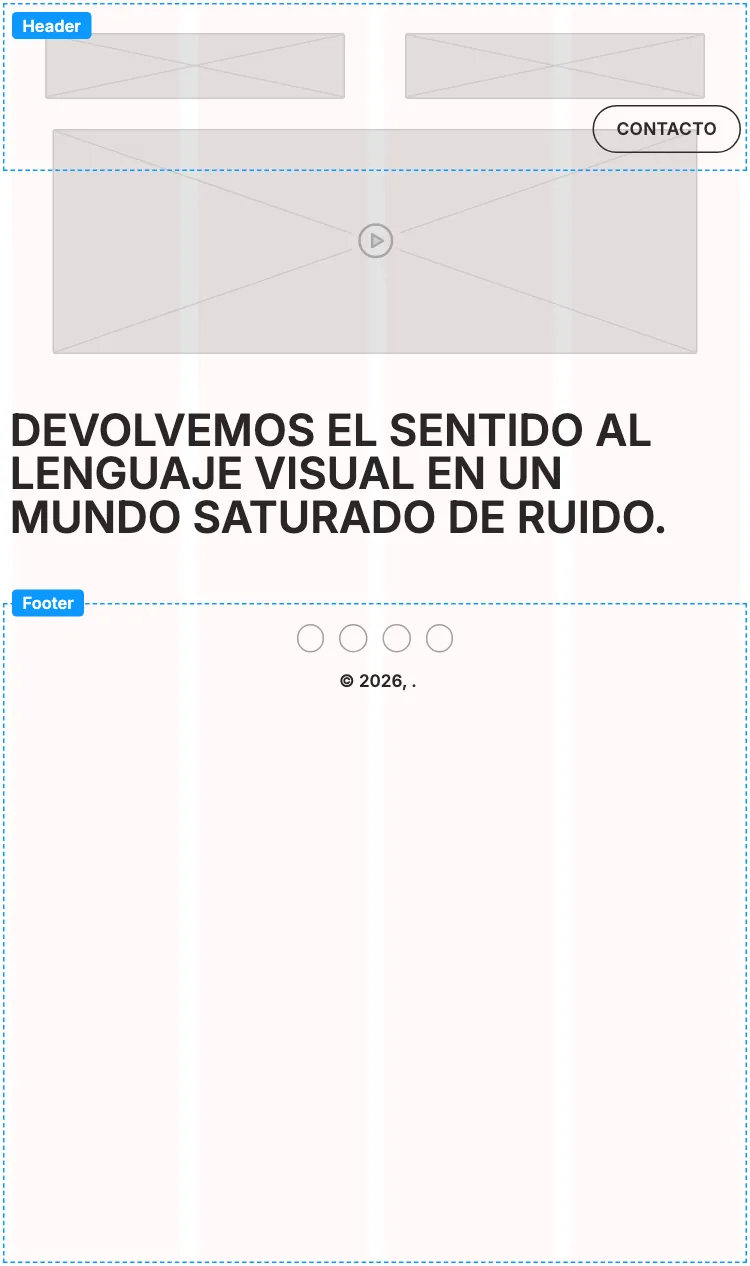 Header
CONTACTO
DEVOLVEMOS EL SENTIDO AL
LENGUAJE VISUAL EN UN
MUNDO SATURADO DE RUIDO.
Footer
© 2026, .